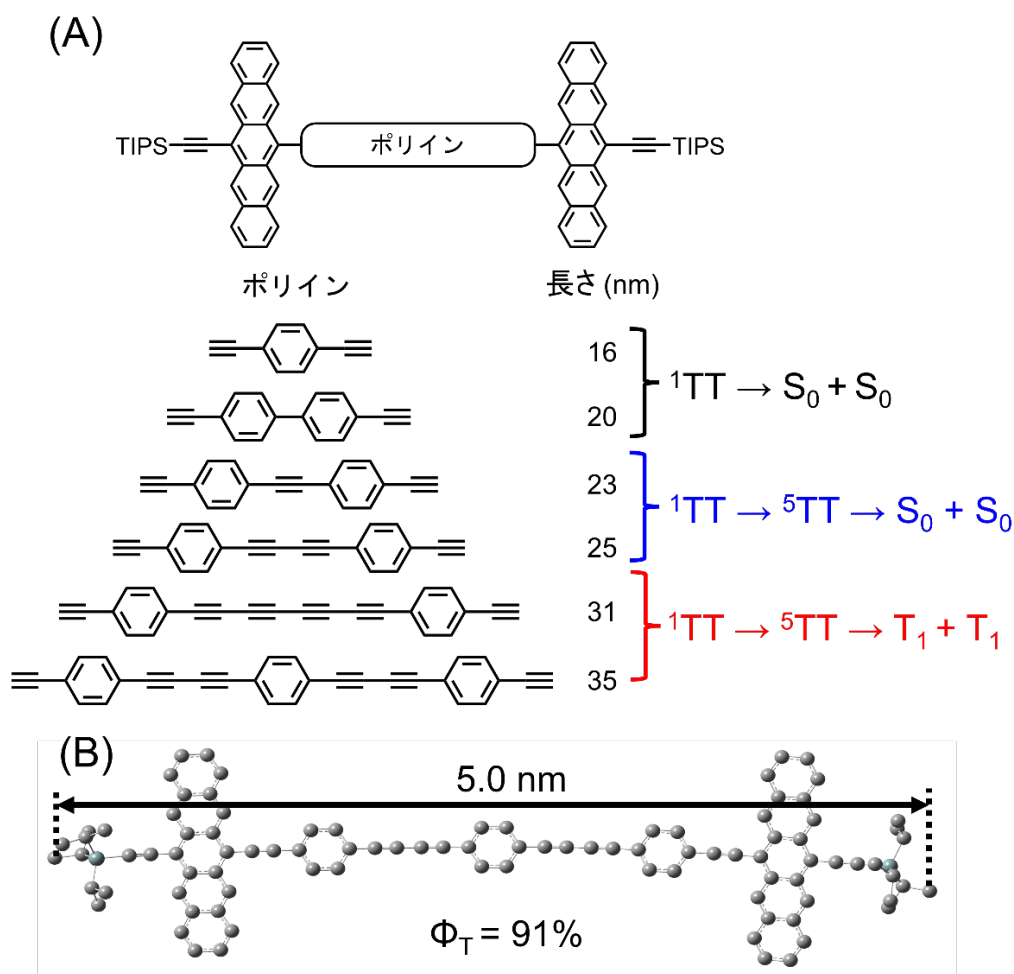 (A)
TIPS ポリイン TIPS
ポリイン 長さ (nm)
16
¹TT → S₀ + S₀
20
23
¹TT → ⁵TT → S₀ + S₀
25
31
¹TT → ⁵TT → T₁ + T₁
35
(B)
5.0 nm
Φ_T = 91%